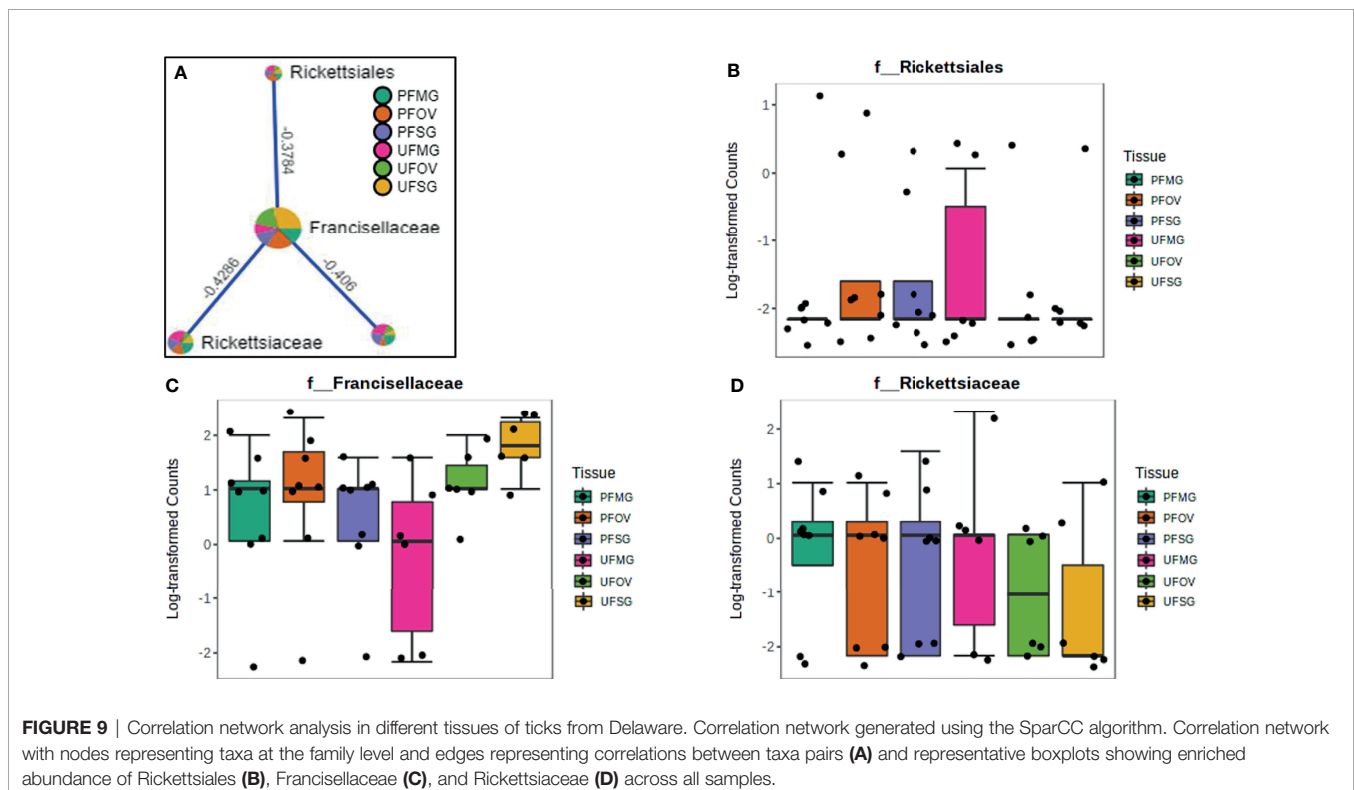 A
Rickettsiales
PFMG
PFOV
PFSG
UFMG
UFOV
UFSG
-0.3784
Francisellaceae
-0.4286
-0.406
Rickettsiaceae
B
f__Rickettsiales
Log-transformed Counts
1
0
-1
-2
Tissue
PFMG
PFOV
PFSG
UFMG
UFOV
UFSG
C
f__Francisellaceae
Log-transformed Counts
2
1
0
-1
-2
Tissue
PFMG
PFOV
PFSG
UFMG
UFOV
UFSG
D
f__Rickettsiaceae
Log-transformed Counts
2
1
0
-1
-2
Tissue
PFMG
PFOV
PFSG
UFMG
UFOV
UFSG
FIGURE 9 | Correlation network analysis in different tissues of ticks from Delaware. Correlation network generated using the SparCC algorithm. Correlation network
with nodes representing taxa at the family level and edges representing correlations between taxa pairs (A) and representative boxplots showing enriched
abundance of Rickettsiales (B), Francisellaceae (C), and Rickettsiaceae (D) across all samples.